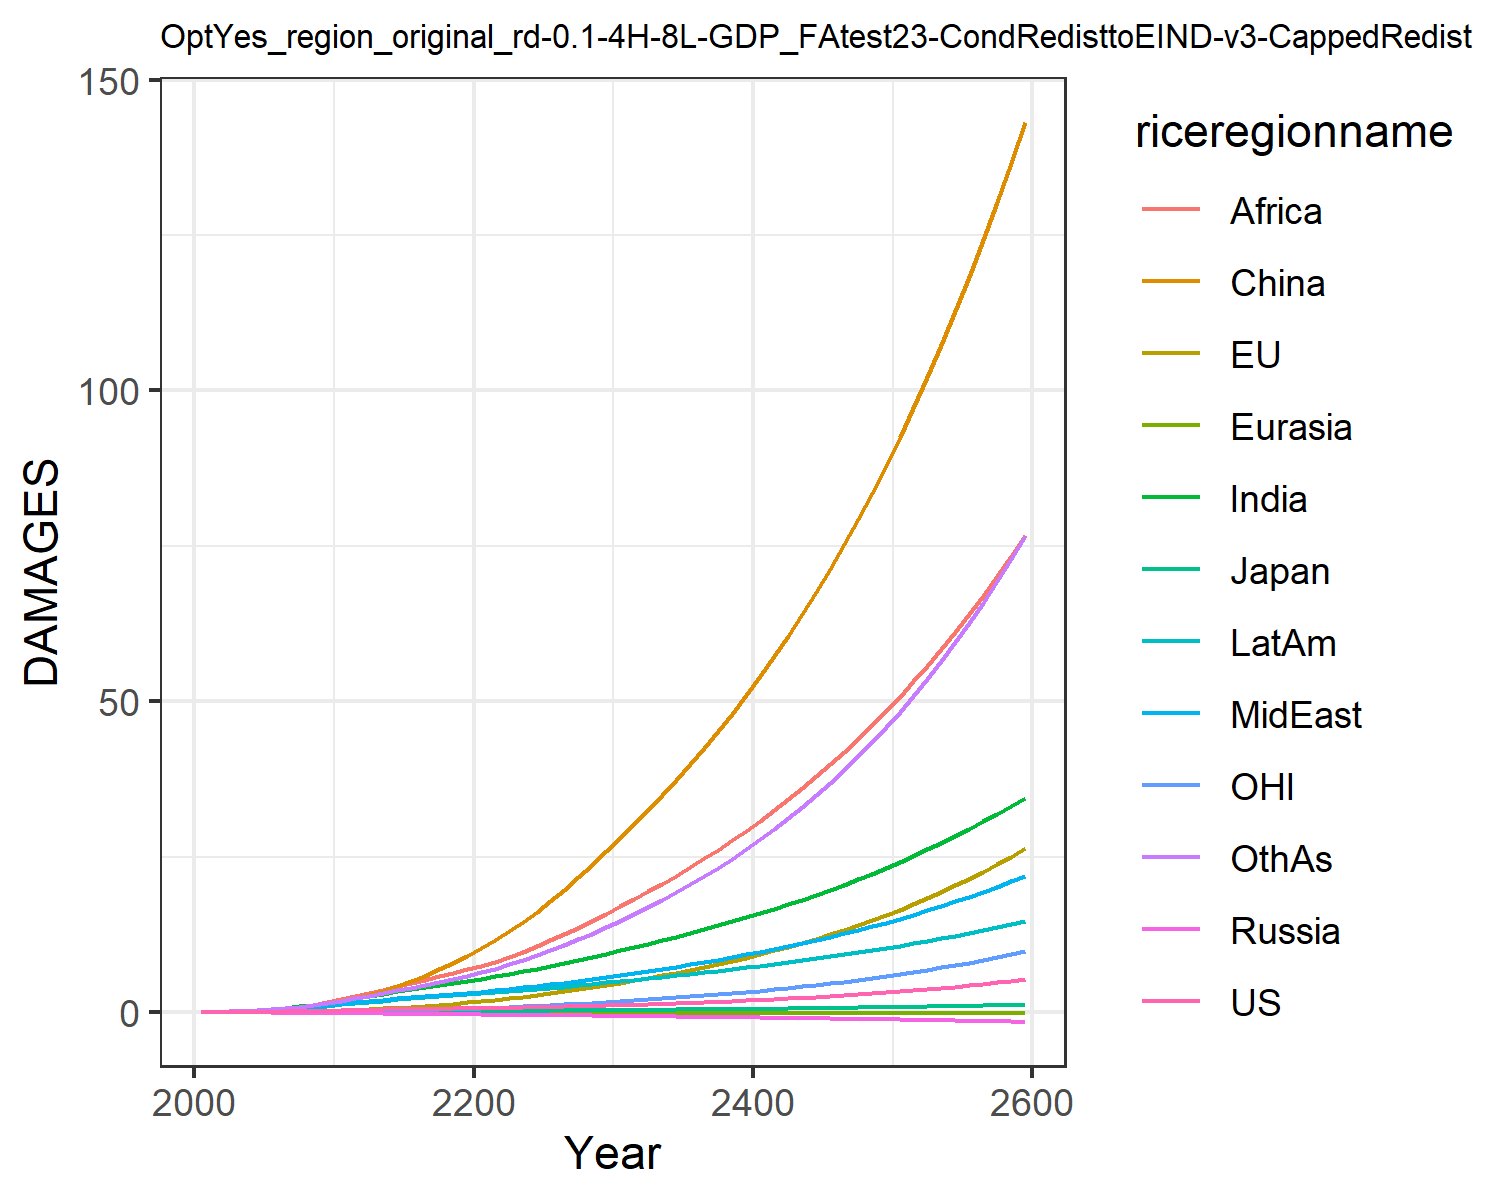 OptYes_region_original_rd-0.1-4H-8L-GDP_FAtest23-CondRedisttoEIND-v3-CappedRedist
150
100
50
0
DAMAGES
2000
2200
2400
2600
Year
riceregionname
Africa
China
EU
Eurasia
India
Japan
LatAm
MidEast
OHI
OthAs
Russia
US